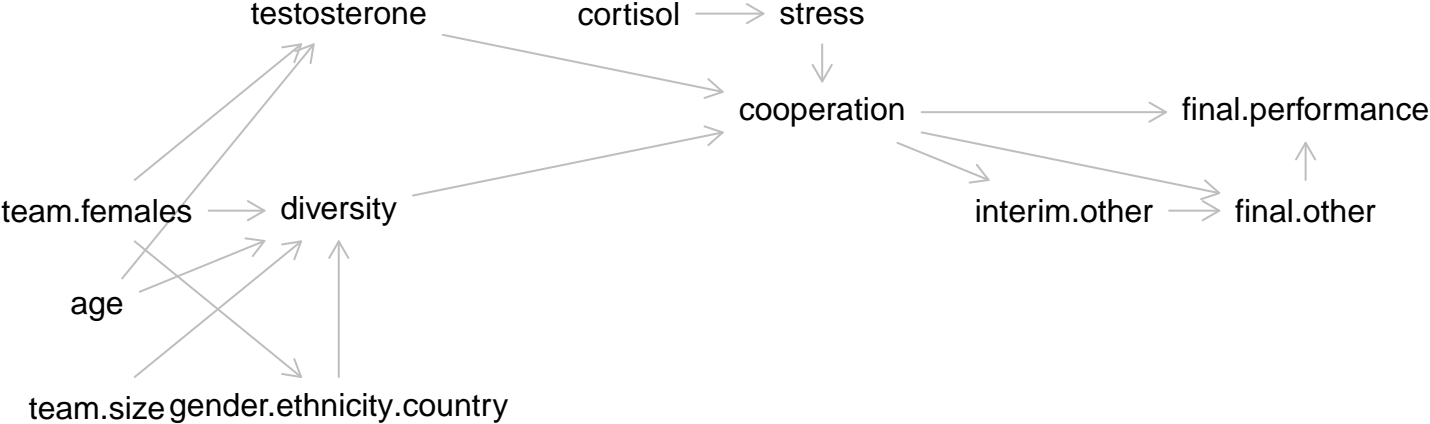 testosterone
cortisol
stress
cooperation
final.performance
team.females
diversity
interim.other
final.other
age
team.size
gender.ethnicity.country